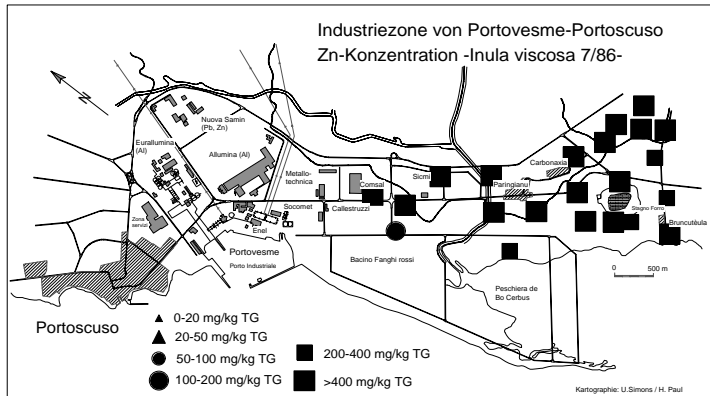 Industriezone von Portovesme-Portoscuso
Zn-Konzentration -Inula viscosa 7/86-
N
Nuova Samin
(Pb, Zn)
Eurallumina
(Al)
Allumina (Al)
Metallo-
technica
Comsal
Sicmi
Carbonaxia
Paringianu
Zona
servizi
Socomet
Callestruzzi
Enel
Stagno Forru
Bruncutèula
Portovesme
Porto Industriale
Bacino Fanghi rossi
Peschiera de
Bo Cerbus
0 500 m
Portoscuso
0-20 mg/kg TG
20-50 mg/kg TG
50-100 mg/kg TG
100-200 mg/kg TG
200-400 mg/kg TG
>400 mg/kg TG
Kartographie: U.Simons / H. Paul